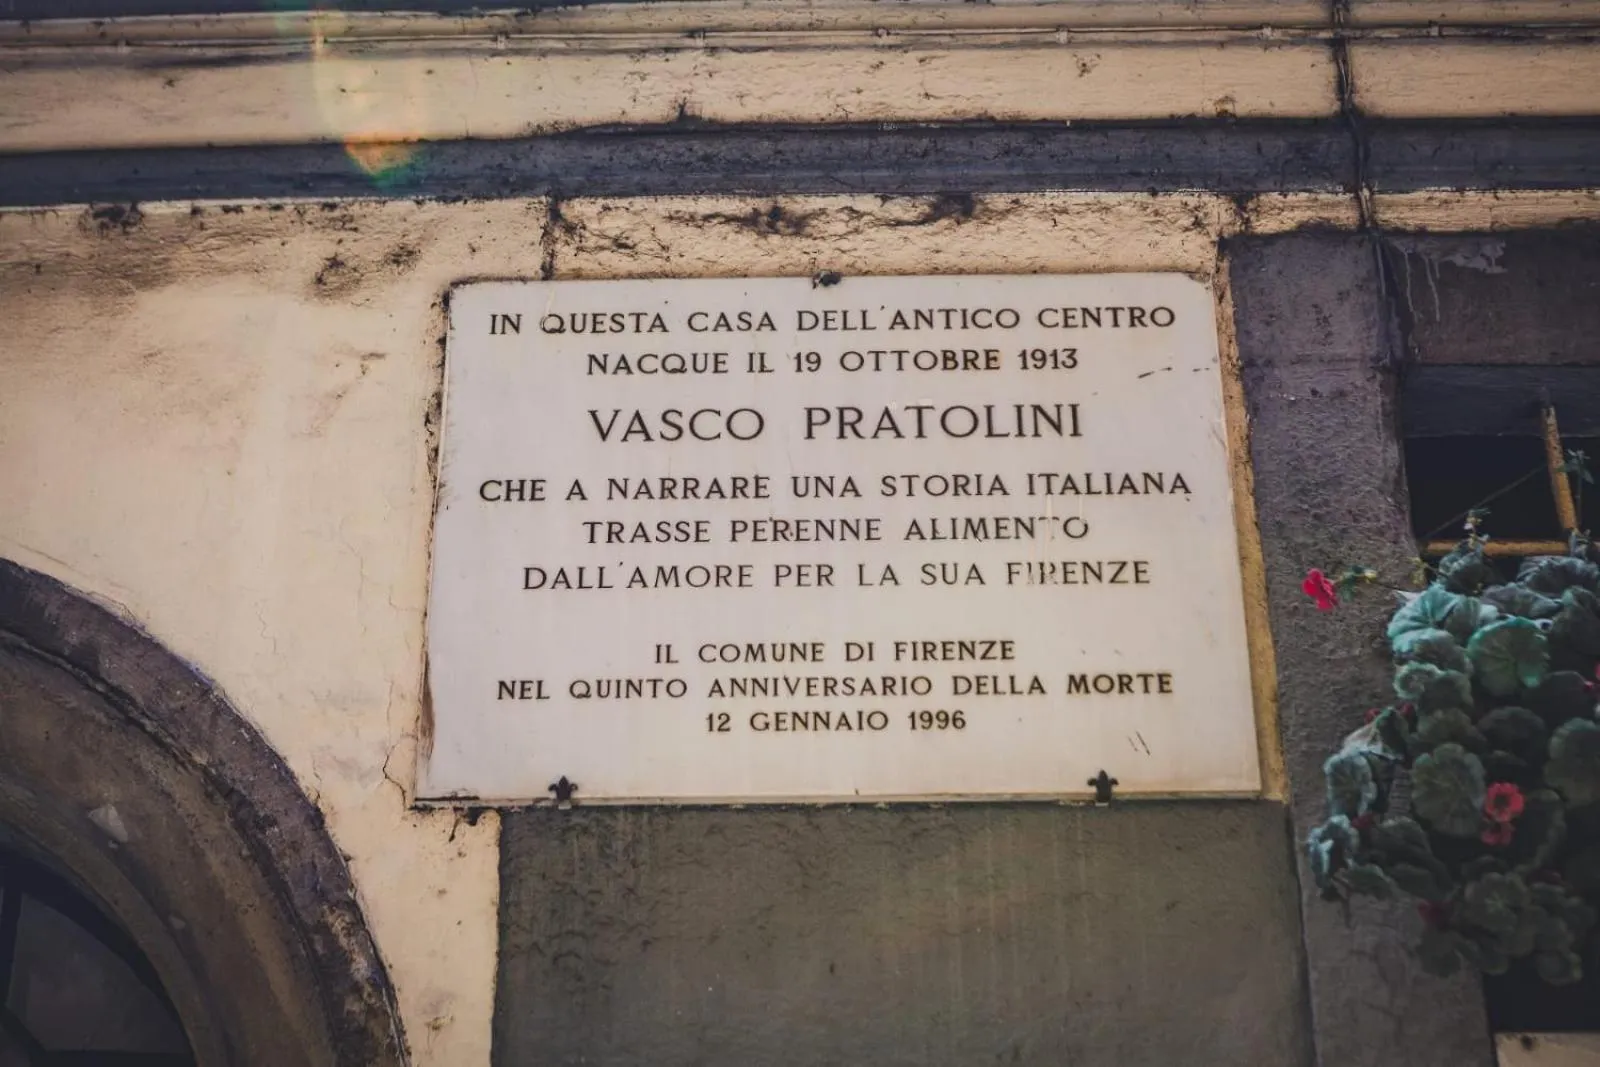 IN QUESTA CASA DELL'ANTICO CENTRO
NACQUE IL 19 OTTOBRE 1913
VASCO PRATOLINI
CHE A NARRARE UNA STORIA ITALIANA
TRASSE PERENNE ALIMENTO
DALL'AMORE PER LA SUA FIRENZE
IL COMUNE DI FIRENZE
NEL QUINTO ANNIVERSARIO DELLA MORTE
12 GENNAIO 1996